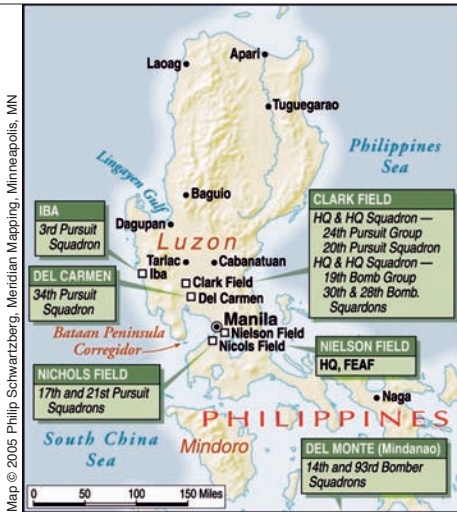 Map © 2005 Philip Schwartzberg, Meridian Mapping, Minneapolis, MN
Laoag
Apari
Tuguegarao
Philippines
Sea
Lingayen Gulf
Baguio
Dagupan
Luzon
Tarlac
Cabanatuan
Iba
Clark Field
Del Carmen
Manila
Nielson Field
Nicols Field
Bataan Peninsula
Corregidor
IBA
3rd Pursuit
Squadron
DEL CARMEN
34th Pursuit
Squadron
NICHOLS FIELD
17th and 21st Pursuit
Squadrons
CLARK FIELD
HQ & HQ Squadron —
24th Pursuit Group
20th Pursuit Squadron
HQ & HQ Squadron —
19th Bomb Group
30th & 28th Bomb.
Squardons
NIELSON FIELD
HQ, FEAF
Naga
PHILIPPINES
South China
Sea
Mindoro
DEL MONTE (Mindanao)
14th and 93rd Bomber
Squadrons
0 50 100 150 Miles